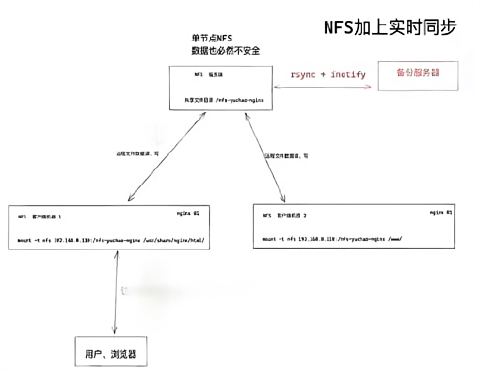 NFS加上实时同步
单节点NFS
数据也必然不安全
NFS 服务器
共享文件目录 /nfs-yuchao-nginx
rsync + inotify
备份服务器
远程文件数据读、写
远程文件数据读、写
NFS 客户端机器 1
nginx 01
mount -t nfs 192.168.0.110:/nfs-yuchao-nginx /usr/share/nginx/html/
NFS 客户端机器 2
nginx 01
mount -t nfs 192.168.0.110:/nfs-yuchao-nginx /www/
用户、浏览器